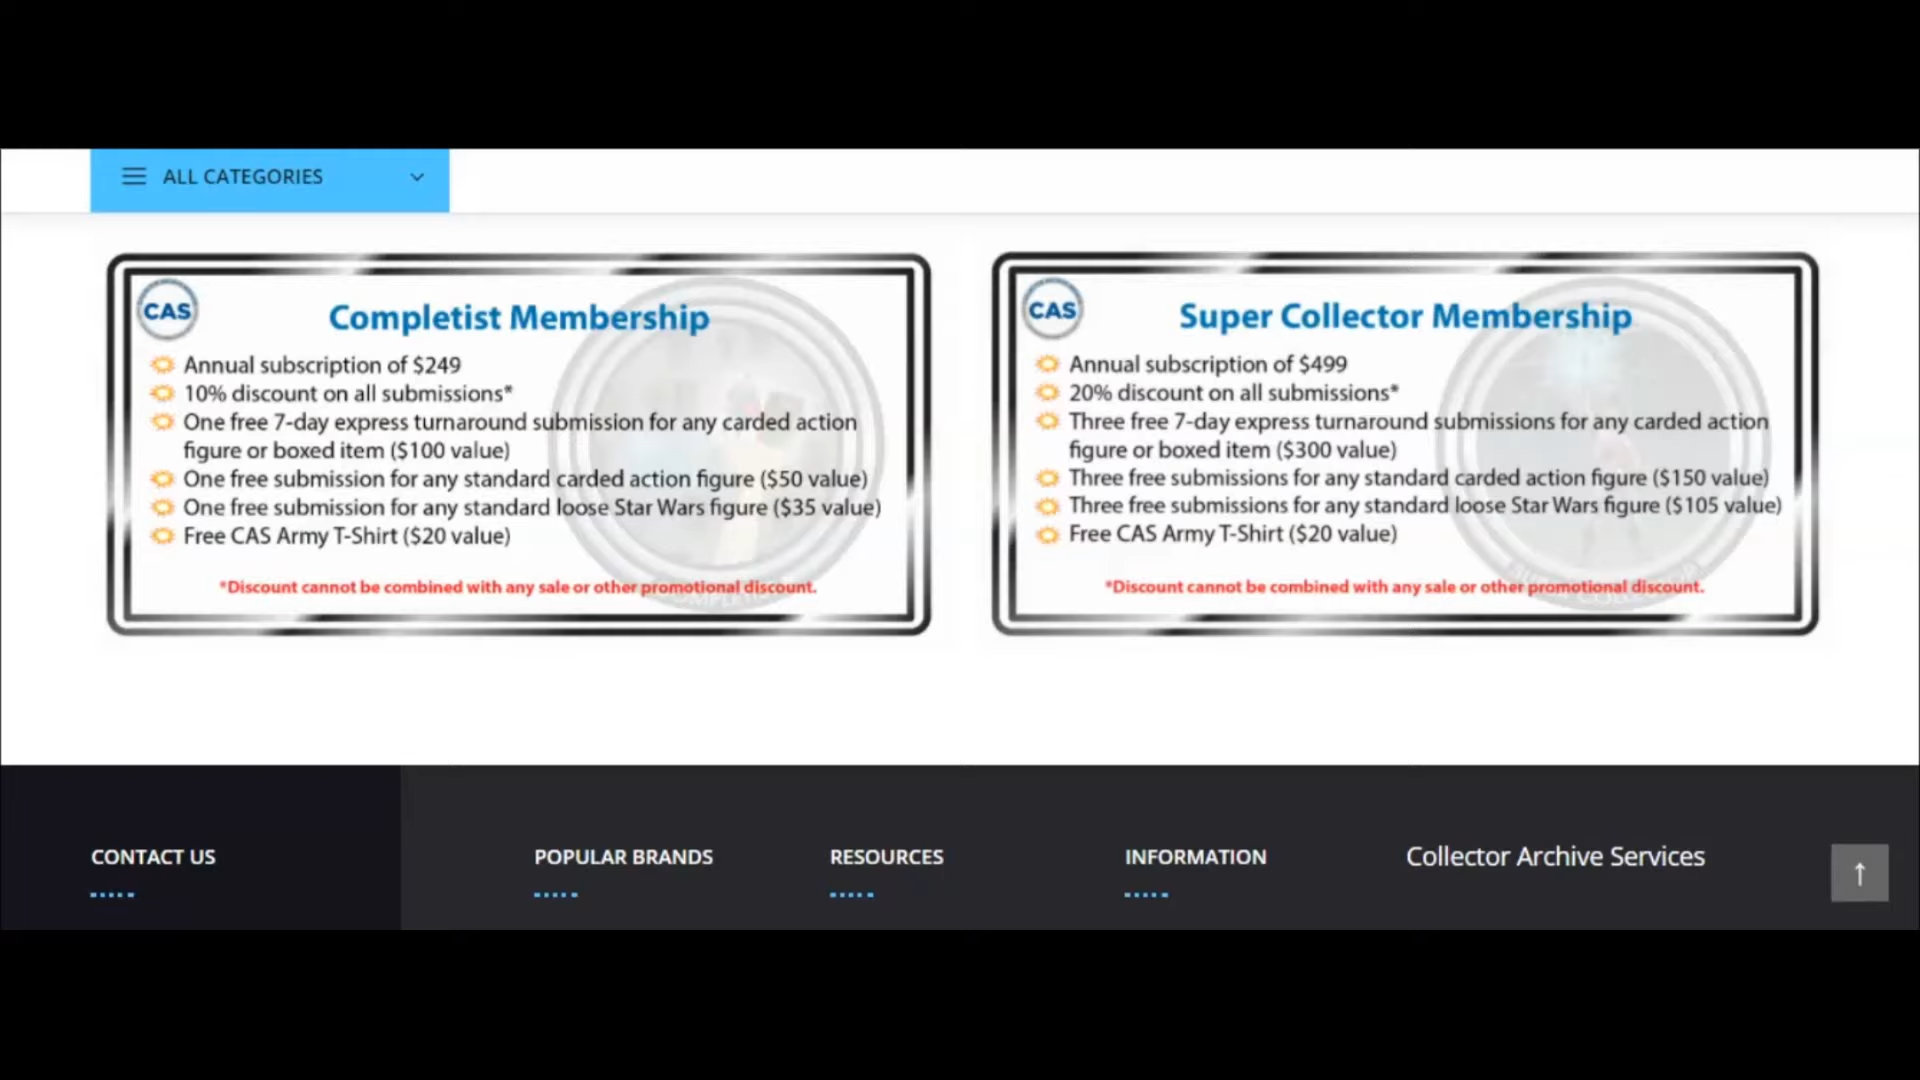 ALL CATEGORIES
CAS
Completist Membership
Annual subscription of $249
10% discount on all submissions*
One free 7-day express turnaround submission for any carded action
figure or boxed item ($100 value)
One free submission for any standard carded action figure ($50 value)
One free submission for any standard loose Star Wars figure ($35 value)
Free CAS Army T-Shirt ($20 value)
*Discount cannot be combined with any sale or other promotional discount.
CAS
Super Collector Membership
Annual subscription of $499
20% discount on all submissions*
Three free 7-day express turnaround submissions for any carded action
figure or boxed item ($300 value)
Three free submissions for any standard carded action figure ($150 value)
Three free submissions for any standard loose Star Wars figure ($105 value)
Free CAS Army T-Shirt ($20 value)
*Discount cannot be combined with any sale or other promotional discount.
CONTACT US
POPULAR BRANDS
RESOURCES
INFORMATION
Collector Archive Services